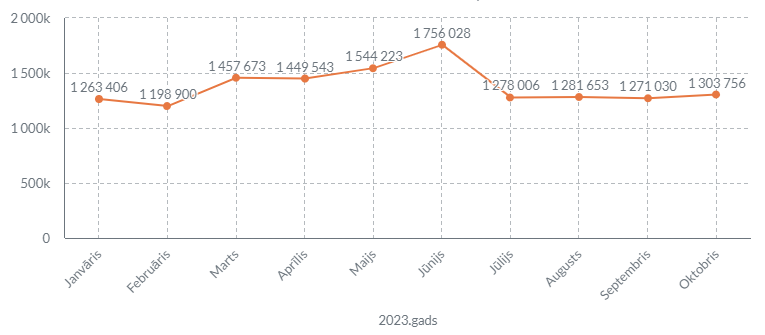 2 000k
1 756 028
1 544 223
1 457 673
1 449 543
1 500k
1 263 406
1 198 900
1 278 006
1 281 653
1 271 030
1 303 756
1 000k
500k
0
Janvāris
Februāris
Marts
Aprīlis
Maijs
Jūnijs
Jūlijs
Augusts
Septembris
Oktobris
2023.gads